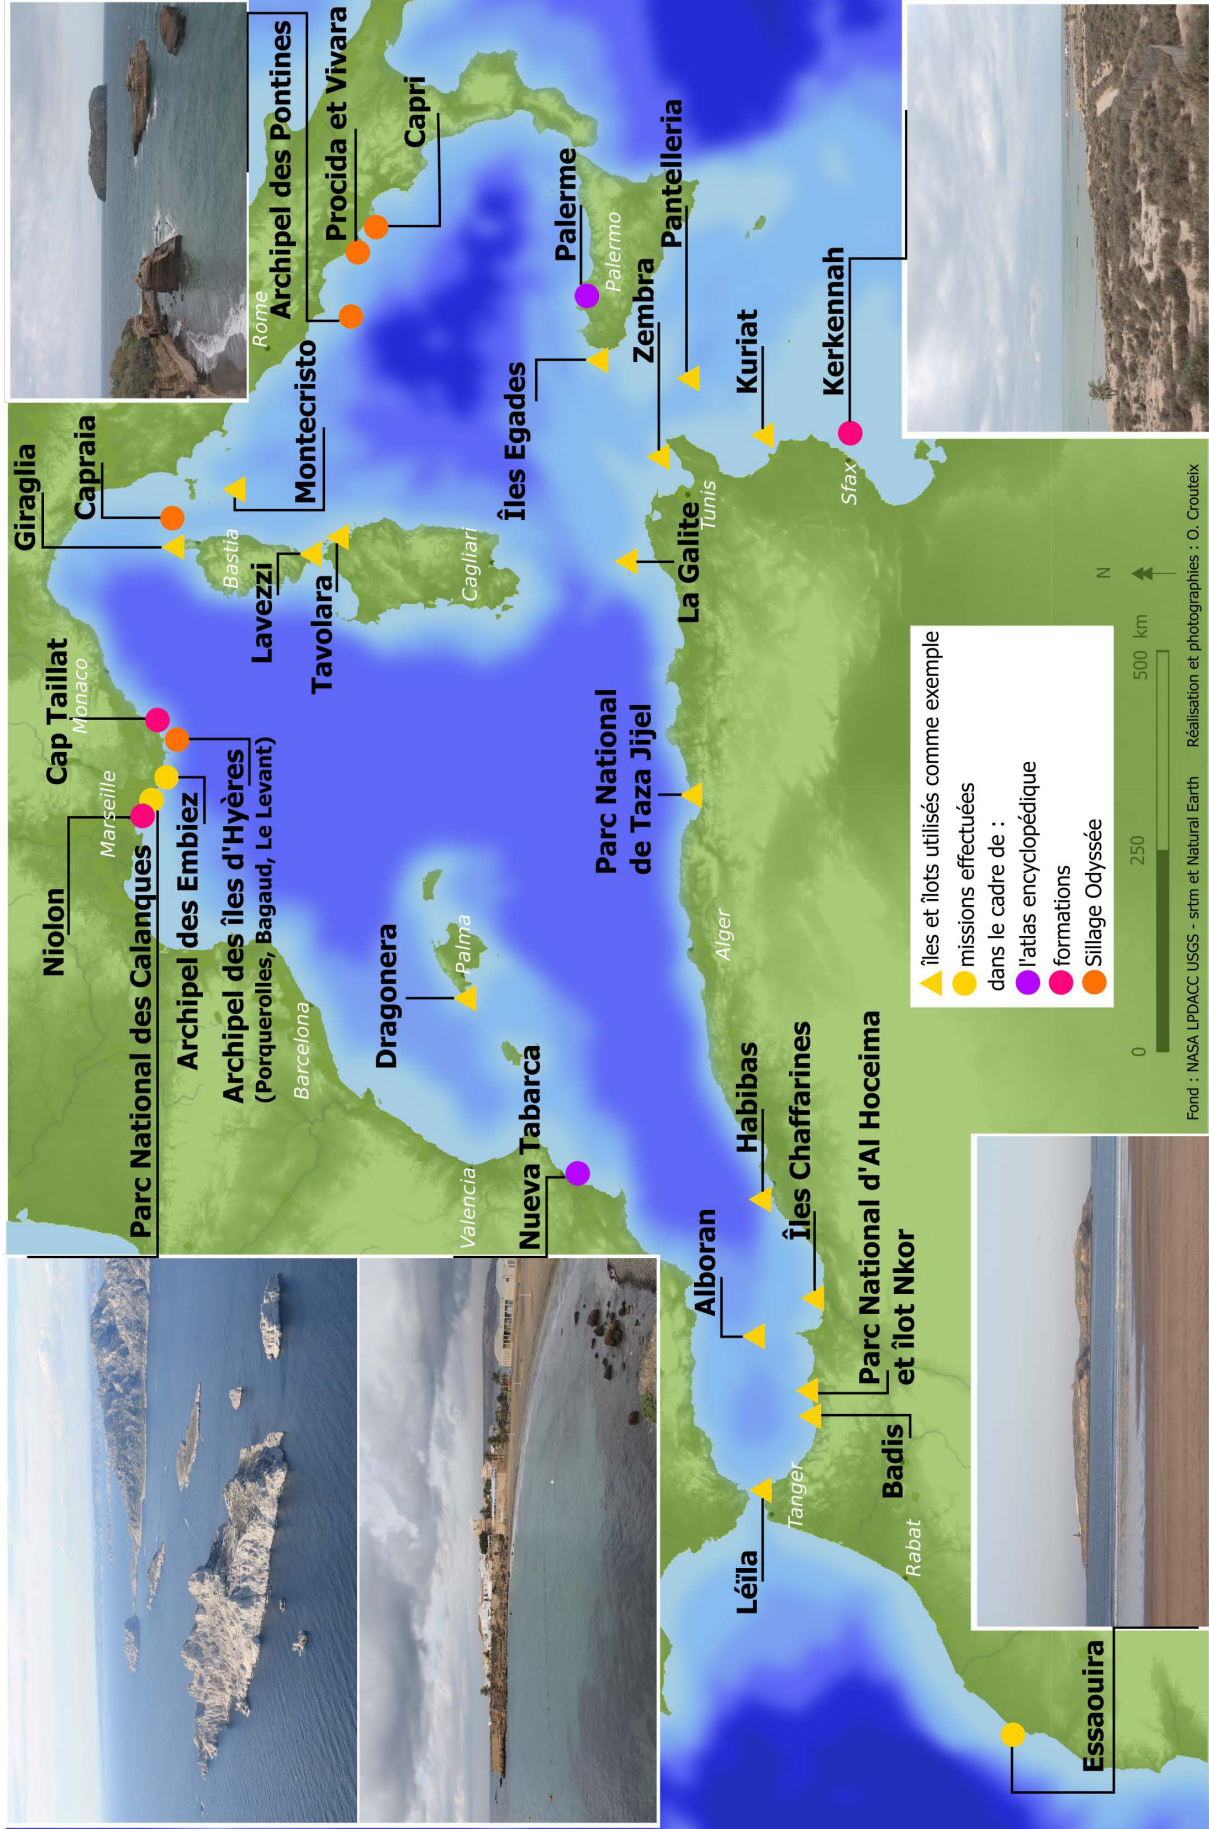 Niolon
Cap Taillat
Giraglia
Capraia
Monaco
Marseille
Parc National des Calanques
Archipel des Embiez
Archipel des îles d'Hyères
(Porquerolles, Bagaud, Le Levant)
Bastia
Lavezzi
Tavolara
Montecristo
Rome
Archipel des Pontines
Procida et Vivara
Capri
Barcelona
Dragonera
Palma
Cagliari
Îles Egades
Palerme
Palermo
Valencia
Nueva Tabarca
Parc National
de Taza Jijel
La Galite
Tunis
Zembra
Pantelleria
Alboran
Habibas
Alger
Kuriat
Léïla
Tanger
Îles Chaffarines
Parc National d'Al Hoceima
et îlot Nkor
Badis
Rabat
Sfax
Kerkennah
Essaouira
îles et îlots utilisés comme exemple
missions effectuées
dans le cadre de :
l'atlas encyclopédique
formations
Sillage Odyssée
N
0
250
500 km
Fond : NASA LPDACC USGS - srtm et Natural Earth
Réalisation et photographies : O. Crouteix